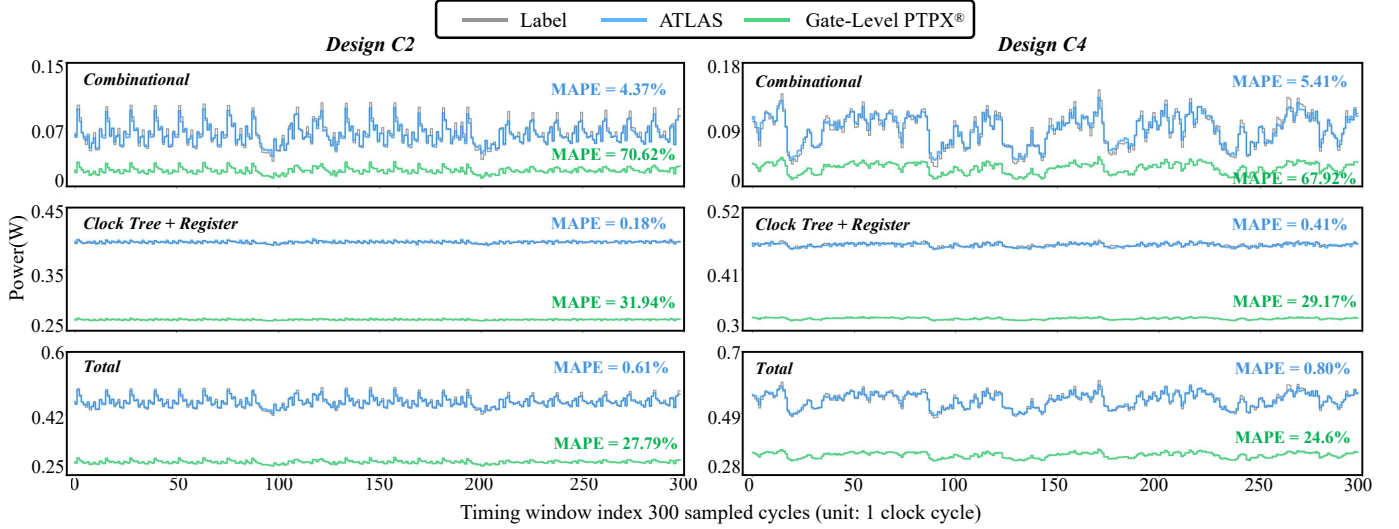 Label ATLAS Gate-Level PTPX®
Design C2
Design C4
Power(W)
0.15
0.07
0
Combinational
MAPE = 4.37%
MAPE = 70.62%
0.18
0.09
0
Combinational
MAPE = 5.41%
MAPE = 67.92%
0.45
0.35
0.25
Clock Tree + Register
MAPE = 0.18%
MAPE = 31.94%
0.52
0.41
0.3
Clock Tree + Register
MAPE = 0.41%
MAPE = 29.17%
0.6
0.42
0.25
Total
MAPE = 0.61%
MAPE = 27.79%
0.7
0.49
0.28
Total
MAPE = 0.80%
MAPE = 24.6%
0 50 100 150 200 250 300
0 50 100 150 200 250 300
Timing window index 300 sampled cycles (unit: 1 clock cycle)